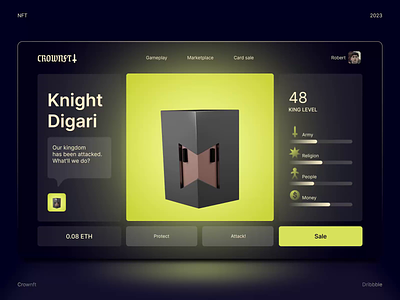 NFT
2023
CROWNFT
Gameplay
Marketplace
Card sale
Robert
Knight
Digari
Our kingdom
has been attacked.
What'll we do?
48
KING LEVEL
Army
Religion
People
Money
0.08 ETH
Protect
Attack!
Sale
Crownft
Dribbble